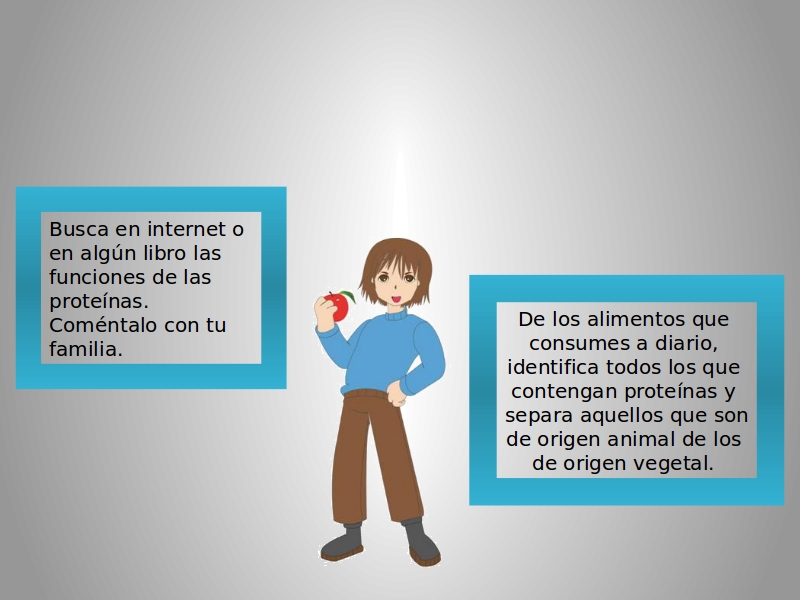 Busca en internet o
en algún libro las
funciones de las
proteínas.
Coméntalo con tu
familia.
De los alimentos que
consumes a diario,
identifica todos los que
contengan proteínas y
separa aquellos que son
de origen animal de los
de origen vegetal.